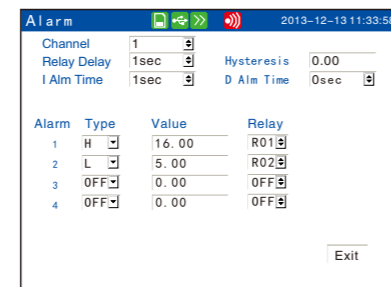 Alarm 2013-12-13 11:33:58
Channel 1
Relay Delay 1sec Hysteresis 0.00
I Alm Time 1sec D Alm Time 0sec
Alarm Type Value Relay
1 H 16.00 R01
2 L 5.00 R02
3 OFF 0.00 OFF
4 OFF 0.00 OFF
Exit